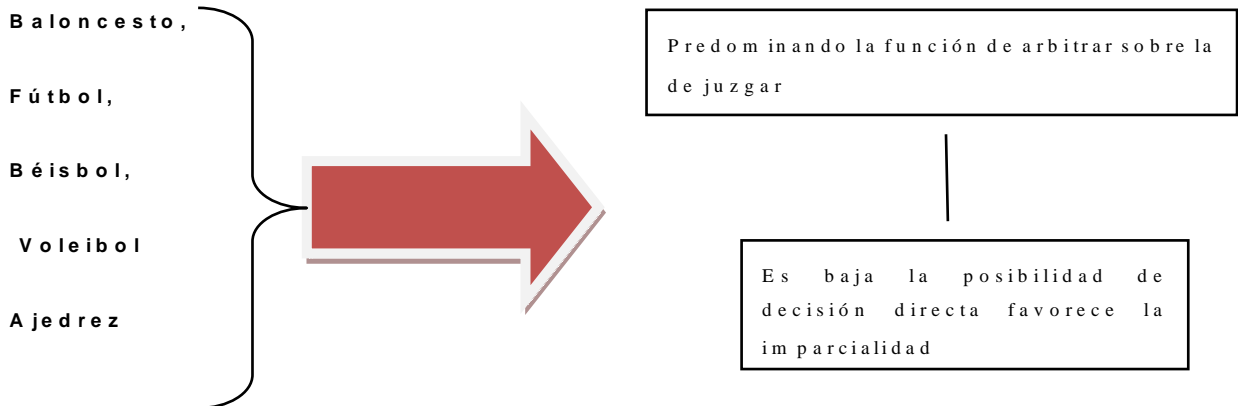 Baloncesto,
Fútbol,
Béisbol,
Voleibol
Ajedrez
Predominando la función de arbitrar sobre la
de juzgar
Es baja la posibilidad de
decisión directa favorece la
imparcialidad